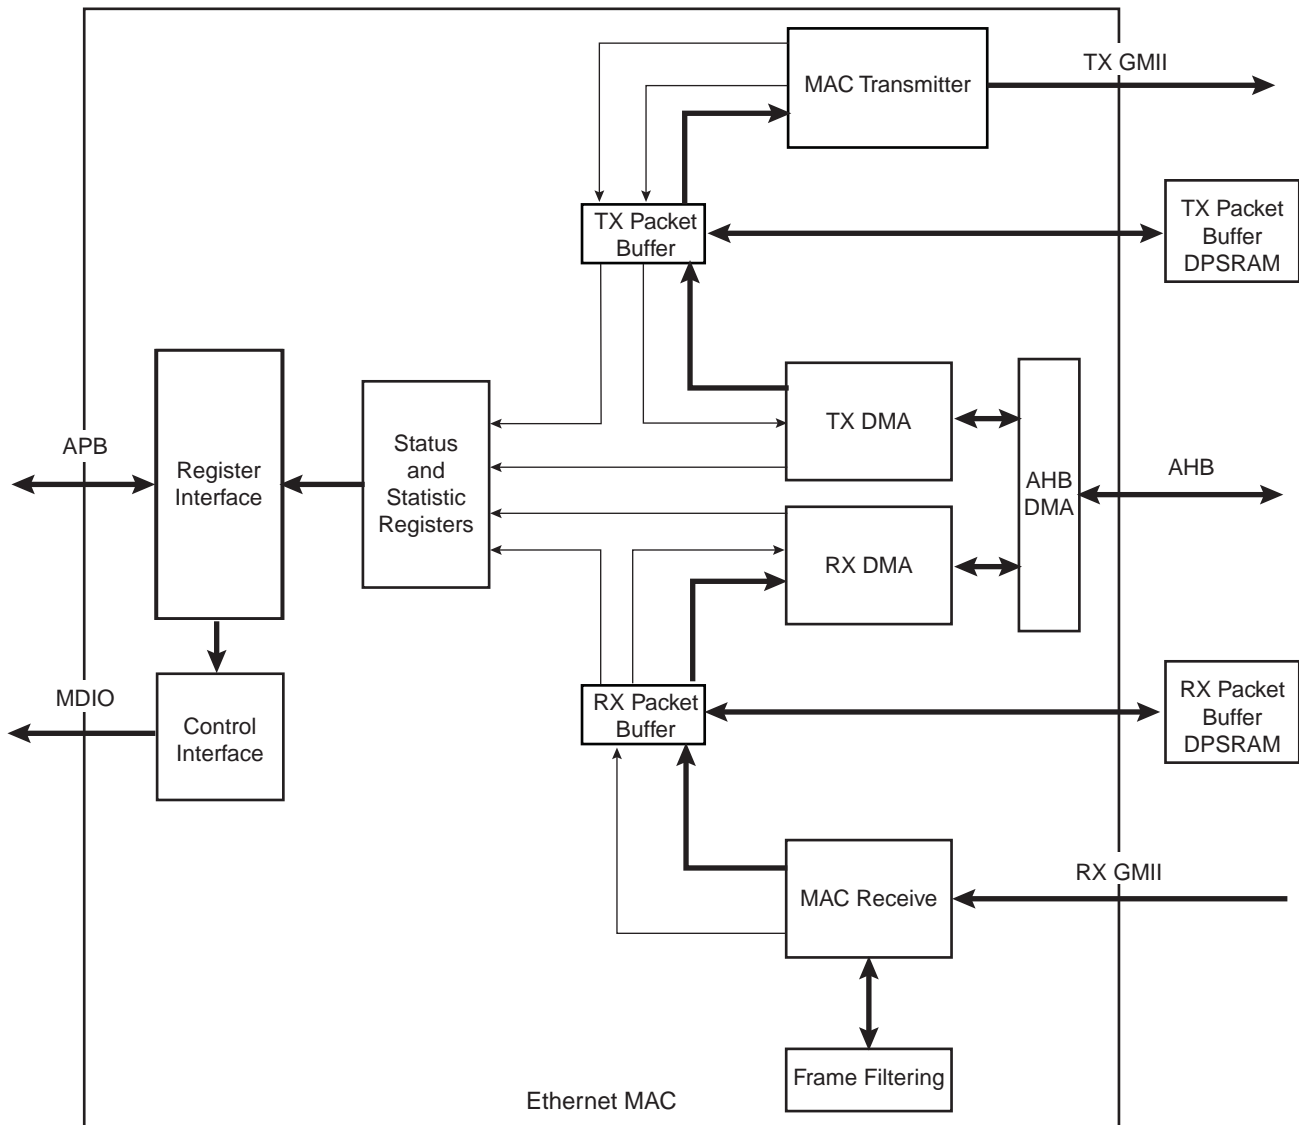 TX GMII
MAC Transmitter
TX Packet
Buffer
TX Packet
Buffer
DPSRAM
TX DMA
APB
Register
Interface
Status
and
Statistic
Registers
AHB
DMA
AHB
RX DMA
MDIO
Control
Interface
RX Packet
Buffer
RX Packet
Buffer
DPSRAM
RX GMII
MAC Receive
Frame Filtering
Ethernet MAC